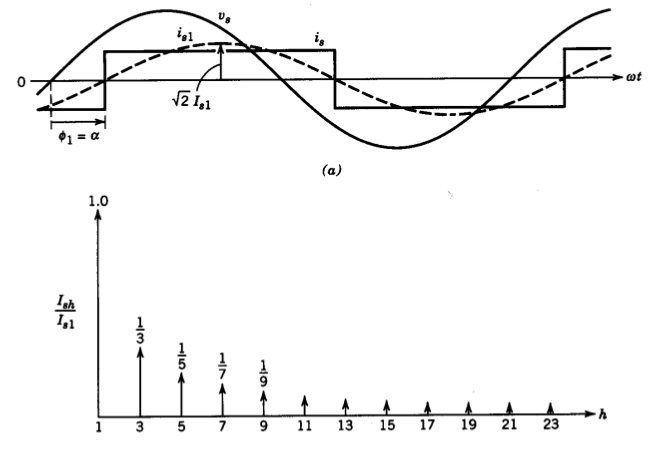 v_s
i_s1
i_s
0
ωt
√2 I_s1
ϕ_1 = α
(a)
1.0
I_sh
I_s1
1/3
1/5
1/7
1/9
1 3 5 7 9 11 13 15 17 19 21 23 h